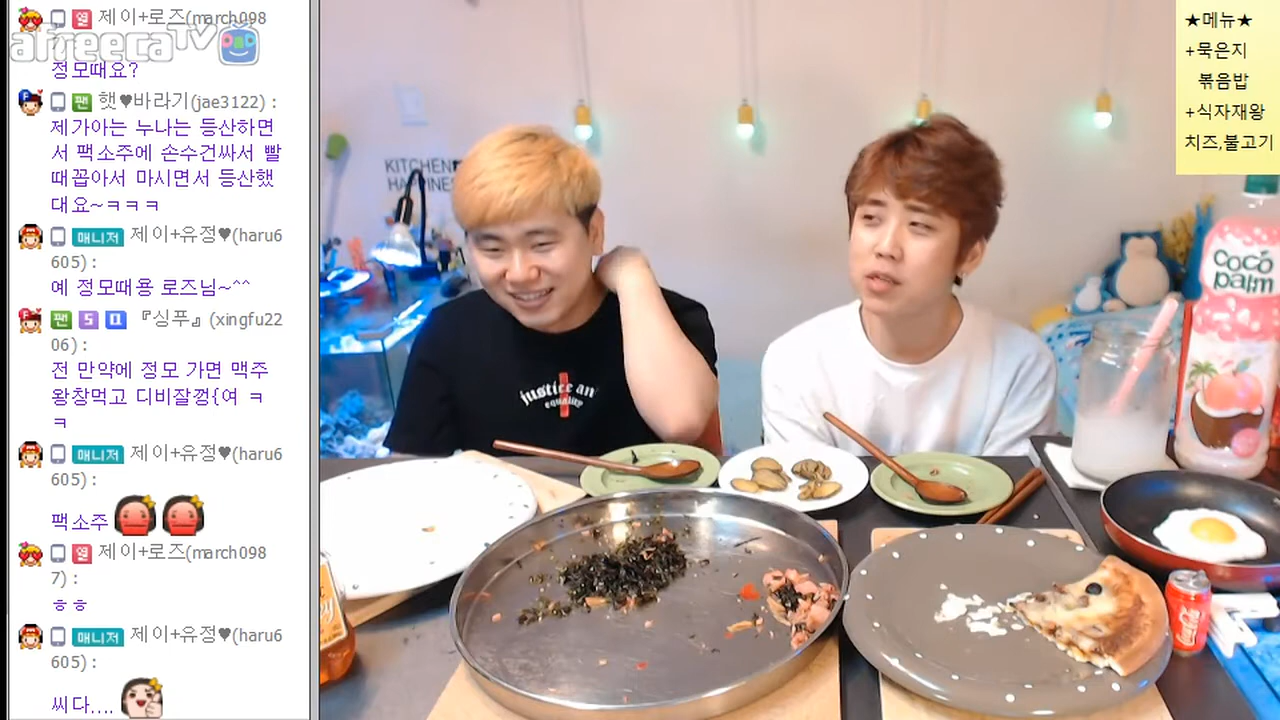 열 제이+로즈(march098
afreecaTV
정모때요?
팬 햇♥바라기(jae3122) :
제가아는 누나는 등산하면
서 팩소주에 손수건싸서 빨
때꼽아서 마시면서 등산했
대요~ㅋㅋㅋ
매니저 제이+유정♥(haru6
605) :
예 정모때용 로즈님~^^
팬 S 『싱푸』(xingfu22
06) :
전 만약에 정모 가면 맥주
왕창먹고 디비잘껑{여 ㅋ
ㅋ
매니저 제이+유정♥(haru6
605) :
팩소주
열 제이+로즈(march098
7) :
ㅎㅎ
매니저 제이+유정♥(haru6
605) :
씨다....
★메뉴★
+묵은지
볶음밥
+식자재왕
치즈,불고기
KITCHEN
HAPPINES
justice an
equality
Coco
palm